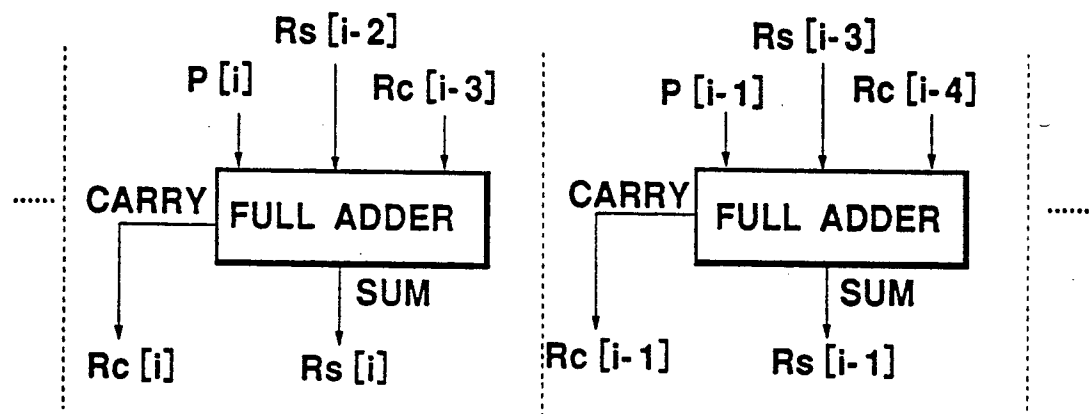 Rs [i-2]
P [i]
Rc [i-3]
CARRY
FULL ADDER
SUM
Rc [i]
Rs [i]
Rs [i-3]
P [i-1]
Rc [i-4]
CARRY
FULL ADDER
SUM
Rc [i-1]
Rs [i-1]